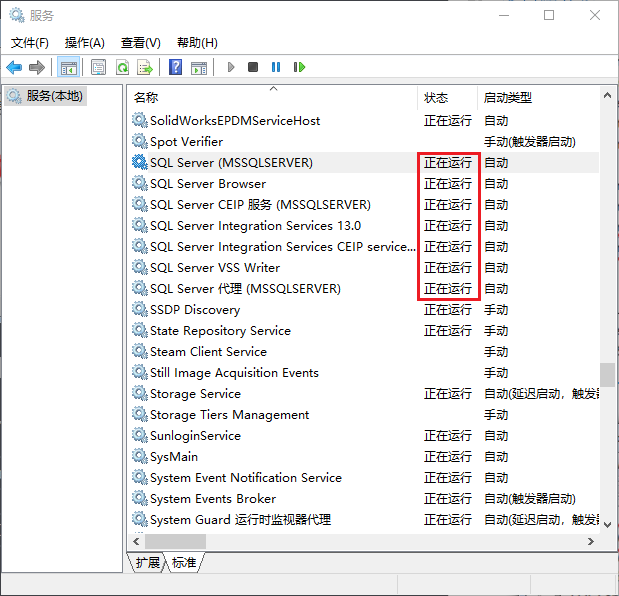 服务
文件(F) 操作(A) 查看(V) 帮助(H)
服务(本地)
名称 状态 启动类型
SolidWorksEPDMServiceHost 正在运行 自动
Spot Verifier 手动(触发器启动)
SQL Server (MSSQLSERVER) 正在运行 自动
SQL Server Browser 正在运行 自动
SQL Server CEIP 服务 (MSSQLSERVER) 正在运行 自动
SQL Server Integration Services 13.0 正在运行 自动
SQL Server Integration Services CEIP service... 正在运行 自动
SQL Server VSS Writer 正在运行 自动
SQL Server 代理 (MSSQLSERVER) 正在运行 自动
SSDP Discovery 正在运行 手动
State Repository Service 正在运行 手动
Steam Client Service 手动
Still Image Acquisition Events 手动
Storage Service 正在运行 自动(延迟启动，触发器
Storage Tiers Management 手动
SunloginService 正在运行 自动
SysMain 正在运行 自动
System Event Notification Service 正在运行 自动
System Events Broker 正在运行 自动(触发器启动)
System Guard 运行时监视器代理 正在运行 自动(延迟启动，触发器
扩展 标准